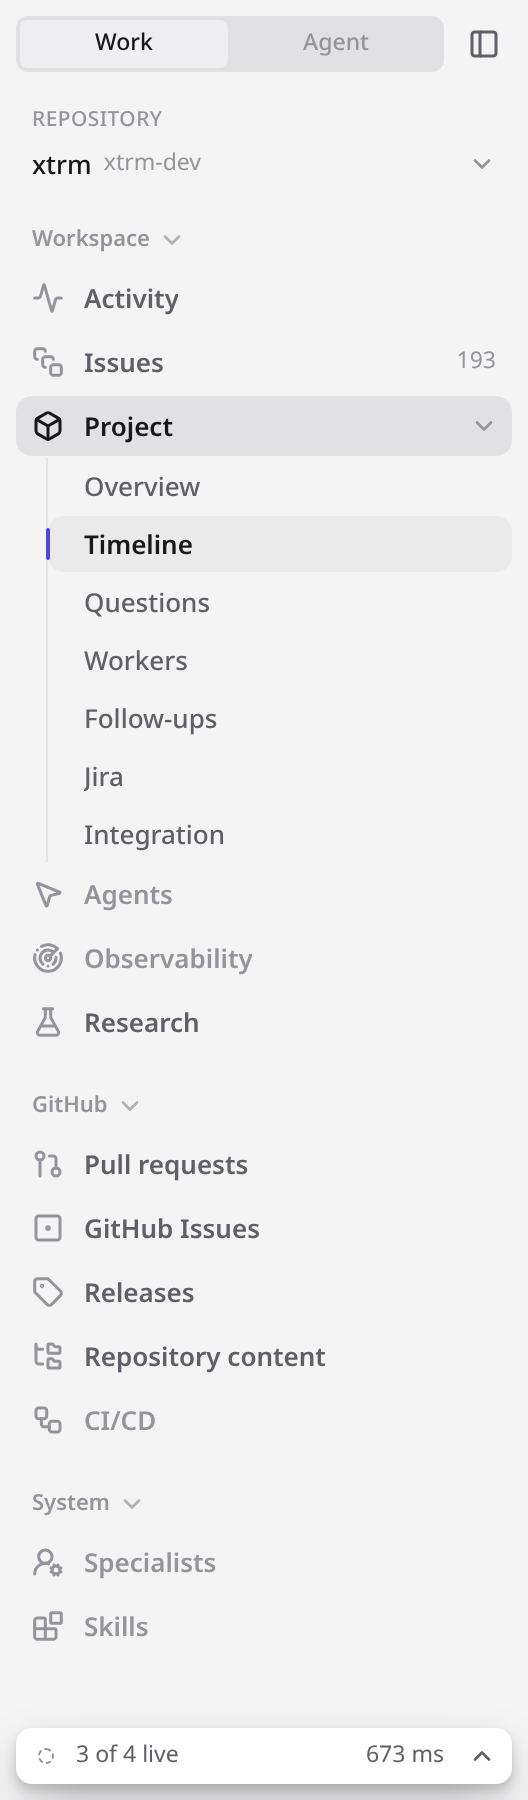 Work
Agent
REPOSITORY
xtrm xtrm-dev
Workspace
Activity
Issues 193
Project
Overview
Timeline
Questions
Workers
Follow-ups
Jira
Integration
Agents
Observability
Research
GitHub
Pull requests
GitHub Issues
Releases
Repository content
CI/CD
System
Specialists
Skills
3 of 4 live 673 ms